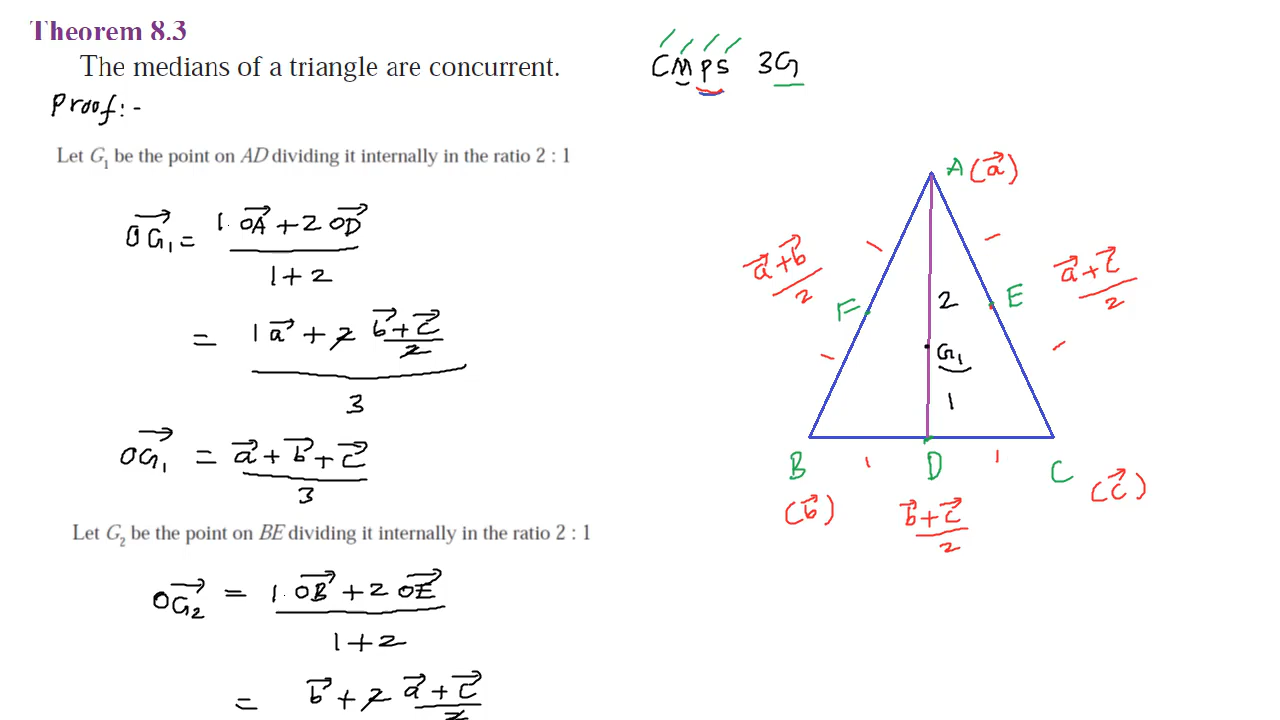 Theorem 8.3
The medians of a triangle are concurrent.
Proof:-
CMPS 3G
Let G₁ be the point on AD dividing it internally in the ratio 2 : 1
OG₁⃗ = 1. OA⃗ + 2 OD⃗
1 + 2
= 1 a⃗ + 2 b⃗ + c⃗
2
3
OG₁⃗ = a⃗ + b⃗ + c⃗
3
Let G₂ be the point on BE dividing it internally in the ratio 2 : 1
OG₂⃗ = 1. OB⃗ + 2 OE⃗
1 + 2
= b⃗ + 2 a⃗ + c⃗
2
A (a⃗)
a⃗ + b⃗
2
a⃗ + c⃗
2
F
2
E
G₁
1
B
1
D
1
C
(b⃗)
b⃗ + c⃗
2
(c⃗)